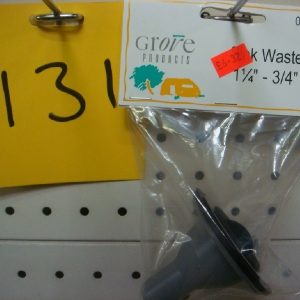 131
GROVE
PRODUCTS
k Waste
1¼" - 3/4"